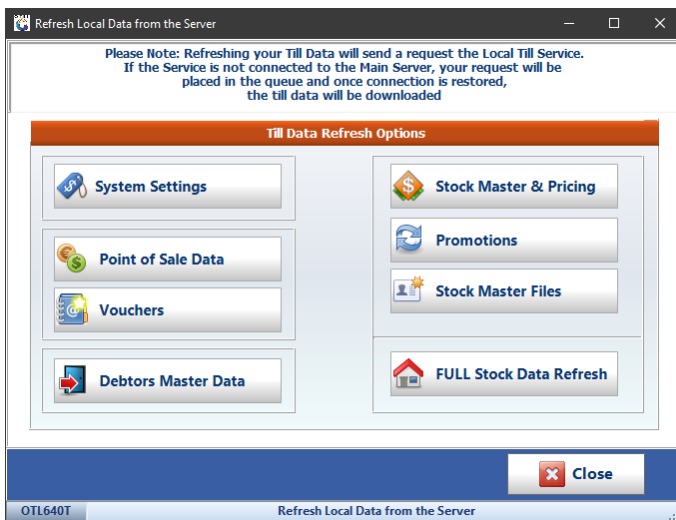 Refresh Local Data from the Server
Please Note: Refreshing your Till Data will send a request the Local Till Service.
If the Service is not connected to the Main Server, your request will be
placed in the queue and once connection is restored,
the till data will be downloaded
Till Data Refresh Options
System Settings
Point of Sale Data
Vouchers
Debtors Master Data
Stock Master & Pricing
Promotions
Stock Master Files
FULL Stock Data Refresh
Close
OTL640T
Refresh Local Data from the Server